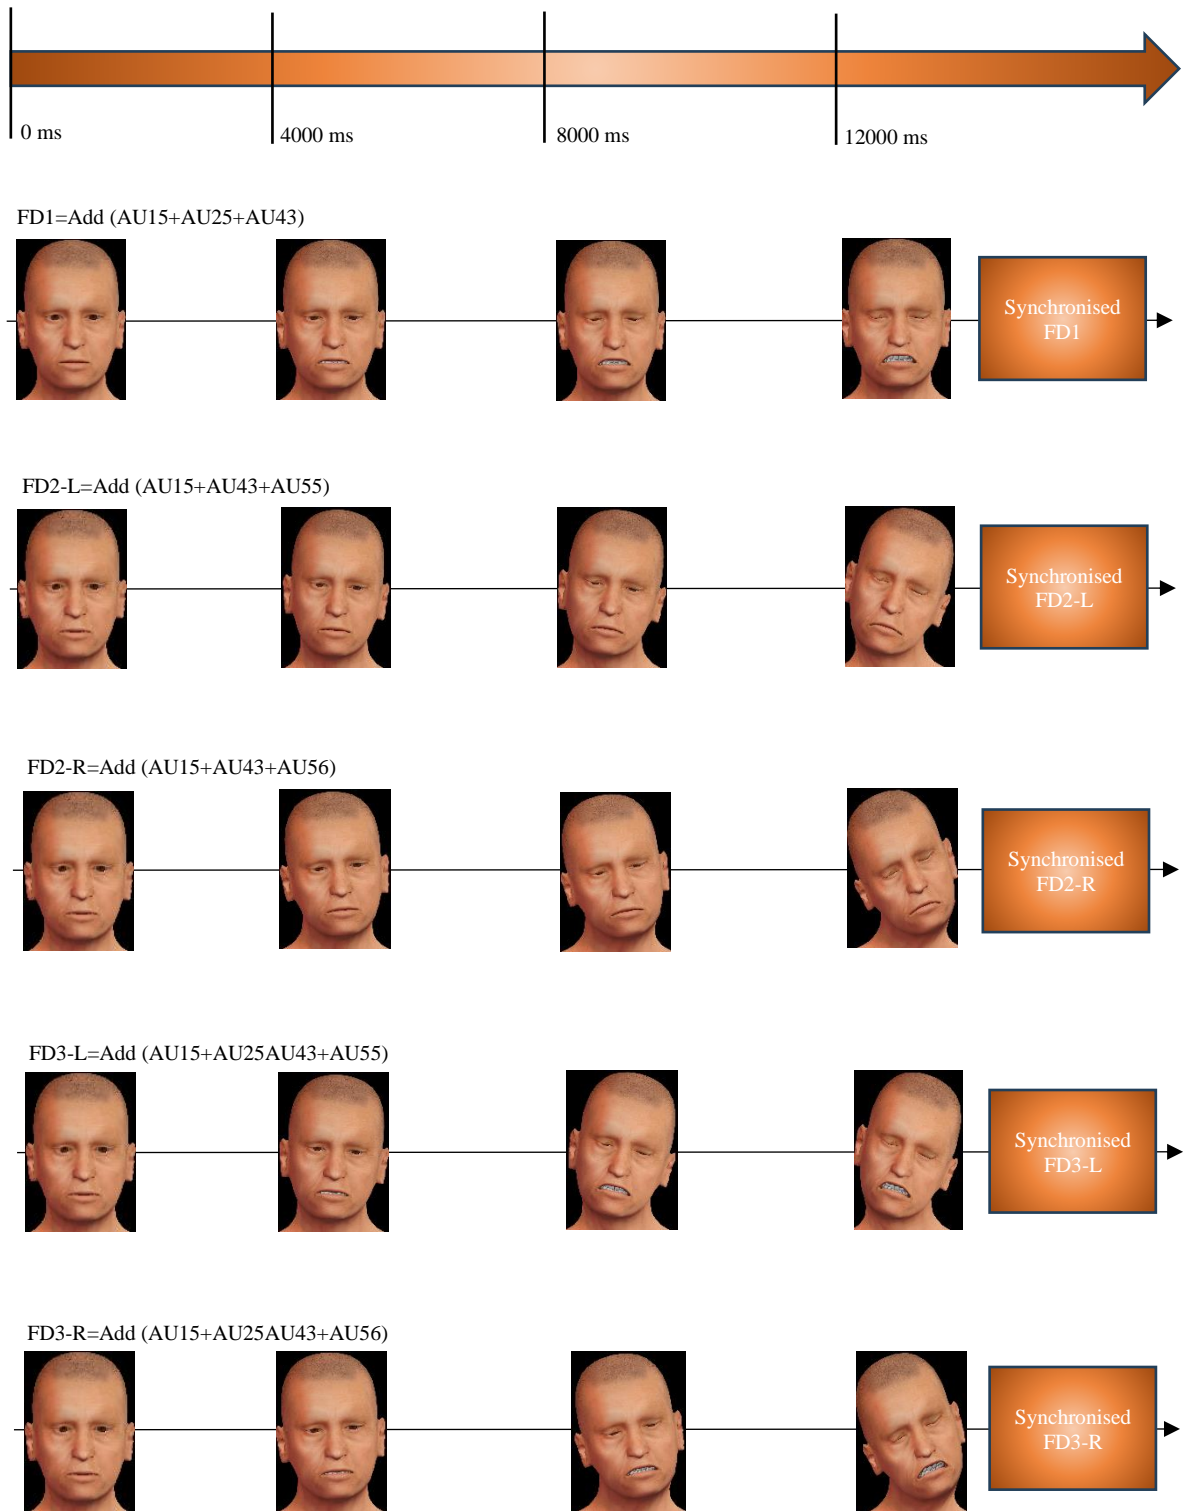 0 ms
4000 ms
8000 ms
12000 ms
FD1=Add (AU15+AU25+AU43)
Synchronised
FD1
FD2-L=Add (AU15+AU43+AU55)
Synchronised
FD2-L
FD2-R=Add (AU15+AU43+AU56)
Synchronised
FD2-R
FD3-L=Add (AU15+AU25AU43+AU55)
Synchronised
FD3-L
FD3-R=Add (AU15+AU25AU43+AU56)
Synchronised
FD3-R